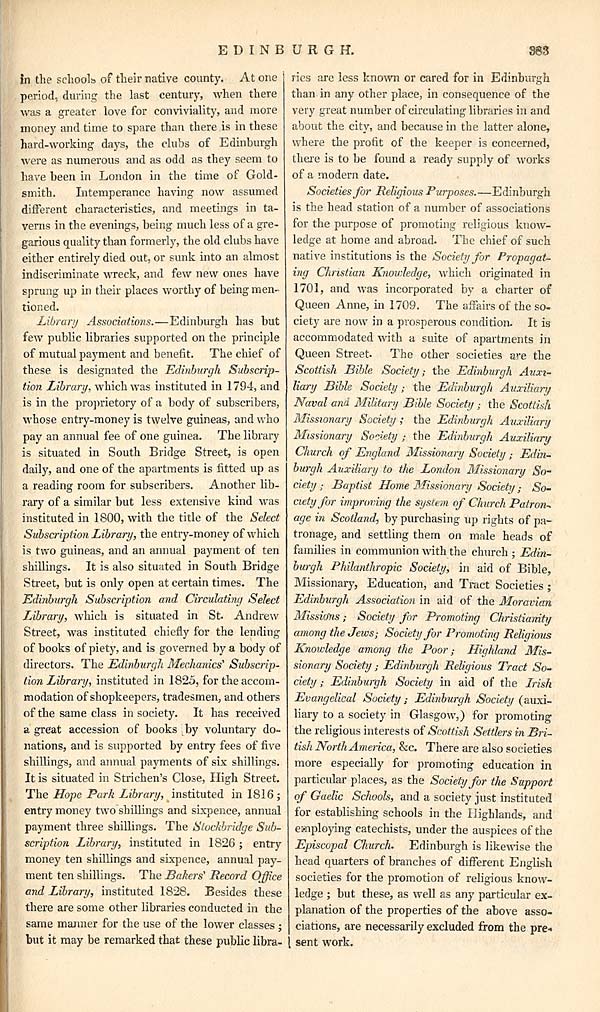 EDINBURGH.
383
in the schools of their native county. At one
period, during the last century, when there
was a greater love for conviviality, and more
money and time to spare than there is in these
hard-working days, the clubs of Edinburgh
were as numerous and as odd as they seem to
have been in London in the time of Gold-
smith. Intemperance having now assumed
different characteristics, and meetings in ta-
verns in the evenings, being much less of a gre-
garious quality than formerly, the old clubs have
either entirely died out, or sunk into an almost
indiscriminate wreck, and few new ones have
sprung up in their places worthy of being men-
tioned.
Library Associations.—Edinburgh has but
few public libraries supported on the principle
of mutual payment and benefit. The chief of
these is designated the Edinburgh Subscrip-
tion Library, which was instituted in 1794, and
is in the proprietory of a body of subscribers,
whose entry-money is twelve guineas, and who
pay an annual fee of one guinea. The library
is situated in South Bridge Street, is open
daily, and one of the apartments is fitted up as
a reading room for subscribers. Another lib-
rary of a similar but less extensive kind was
instituted in 1800, with the title of the Select
Subscription Library, the entry-money of which
is two guineas, and an annual payment of ten
shillings. It is also situated in South Bridge
Street, but is only open at certain times. The
Edinburgh Subscription and Circulating Select
Library, which is situated in St. Andrew
Street, was instituted chiefly for the lending
of books of piety, and is governed by a body of
directors. The Edinburgh Mechanics' Subscrip-
tion Library, instituted in 1825, for the accom-
modation of shopkeepers, tradesmen, and others
of the same class in society. It has received
a great accession of books by voluntary do-
nations, and is supported by entry fees of five
shillings, and annual payments of six shillings.
It is situated in Strichen's Close, High Street.
The Hope Park Library, instituted in 1816;
entry money two shillings and sixpence, annual
payment three shillings. The Stockbridge Sub-
scription Library, instituted in 1826; entry
money ten shillings and sixpence, annual pay-
ment ten shillings. The Bakers' Record Office
and Library, instituted 1828. Besides these
there are some other libraries conducted in the
same manner for the use of the lower classes;
but it may be remarked that these public libra-
ries are less known or cared for in Edinburgh
than in any other place, in consequence of the
very great number of circulating libraries in and
about the city, and because in the latter alone,
where the profit of the keeper is concerned,
there is to be found a ready supply of works
of a modern date.
Societies for Religious Purposes.—Edinburgh
is the head station of a number of associations
for the purpose of promoting religious know-
ledge at home and abroad. The chief of such
native institutions is the Society for Propagat-
ing Christian Knowledge, which originated in
1701, and was incorporated by a charter of
Queen Anne, in 1709. The affairs of the so-
ciety are now in a prosperous condition. It is
accommodated with a suite of apartments in
Queen Street. The other societies are the
Scottish Bible Society; the Edinburgh Auxi-
liary Bible Society; the Edinburgh Auxiliary
Naval and Military Bible Society; the Scottish
Missionary Society; the Edinburgh Auxiliary
Missionary Society; the Edinburgh Auxiliary
Church of England Missionary Society; Edin-
burgh Auxiliary to the London Missionary So-
ciety; Baptist Home Missionary Society; So-
ciety for improving the system of Church Patron-
age in Scotland, by purchasing up rights of pa-
tronage, and settling them on male heads of
families in communion with the church; Edin-
burgh Philanthropic Society, in aid of Bible,
Missionary, Education, and Tract Societies;
Edinburgh Association in aid of the Moravian
Missions; Society for Promoting Christianity
among the Jews; Society for Promoting Religious
Knowledge among the Poor; Highland Mis-
sionary Society; Edinburgh Religious Tract So-
ciety; Edinburgh Society in aid of the Irish
Evangelical Society; Edinburgh Society (auxi-
liary to a society in Glasgow,) for promoting
the religious interests of Scottish Settlers in Bri-
tish North America, &c. There are also societies
more especially for promoting education in
particular places, as the Society for the Support
of Gaelic Schools, and a society just instituted
for establishing schools in the Highlands, and
employing catechists, under the auspices of the
Episcopal Church. Edinburgh is likewise the
head quarters of branches of different English
societies for the promotion of religious know-
ledge; but these, as well as any particular ex-
planation of the properties of the above asso-
ciations, are necessarily excluded from the pre-
sent work.